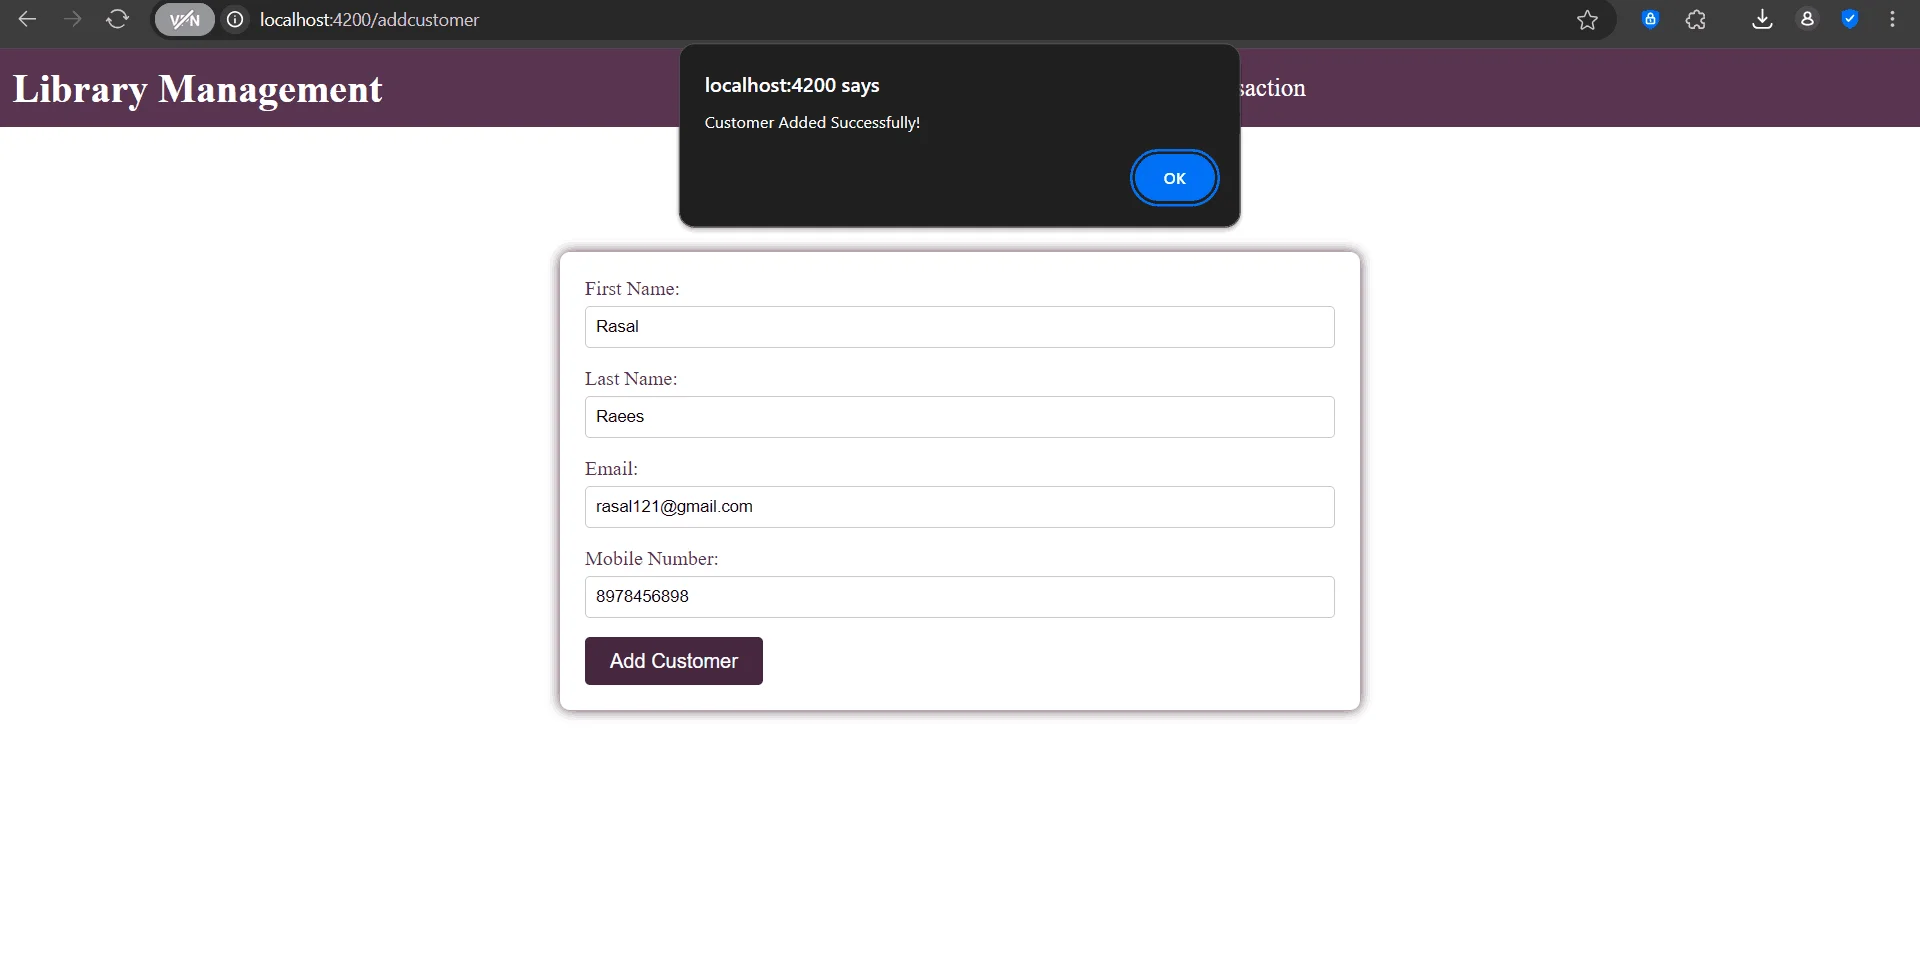 VPN
localhost:4200/addcustomer
Library Management
saction
localhost:4200 says
Customer Added Successfully!
OK
First Name:
Rasal
Last Name:
Raees
Email:
rasal121@gmail.com
Mobile Number:
8978456898
Add Customer